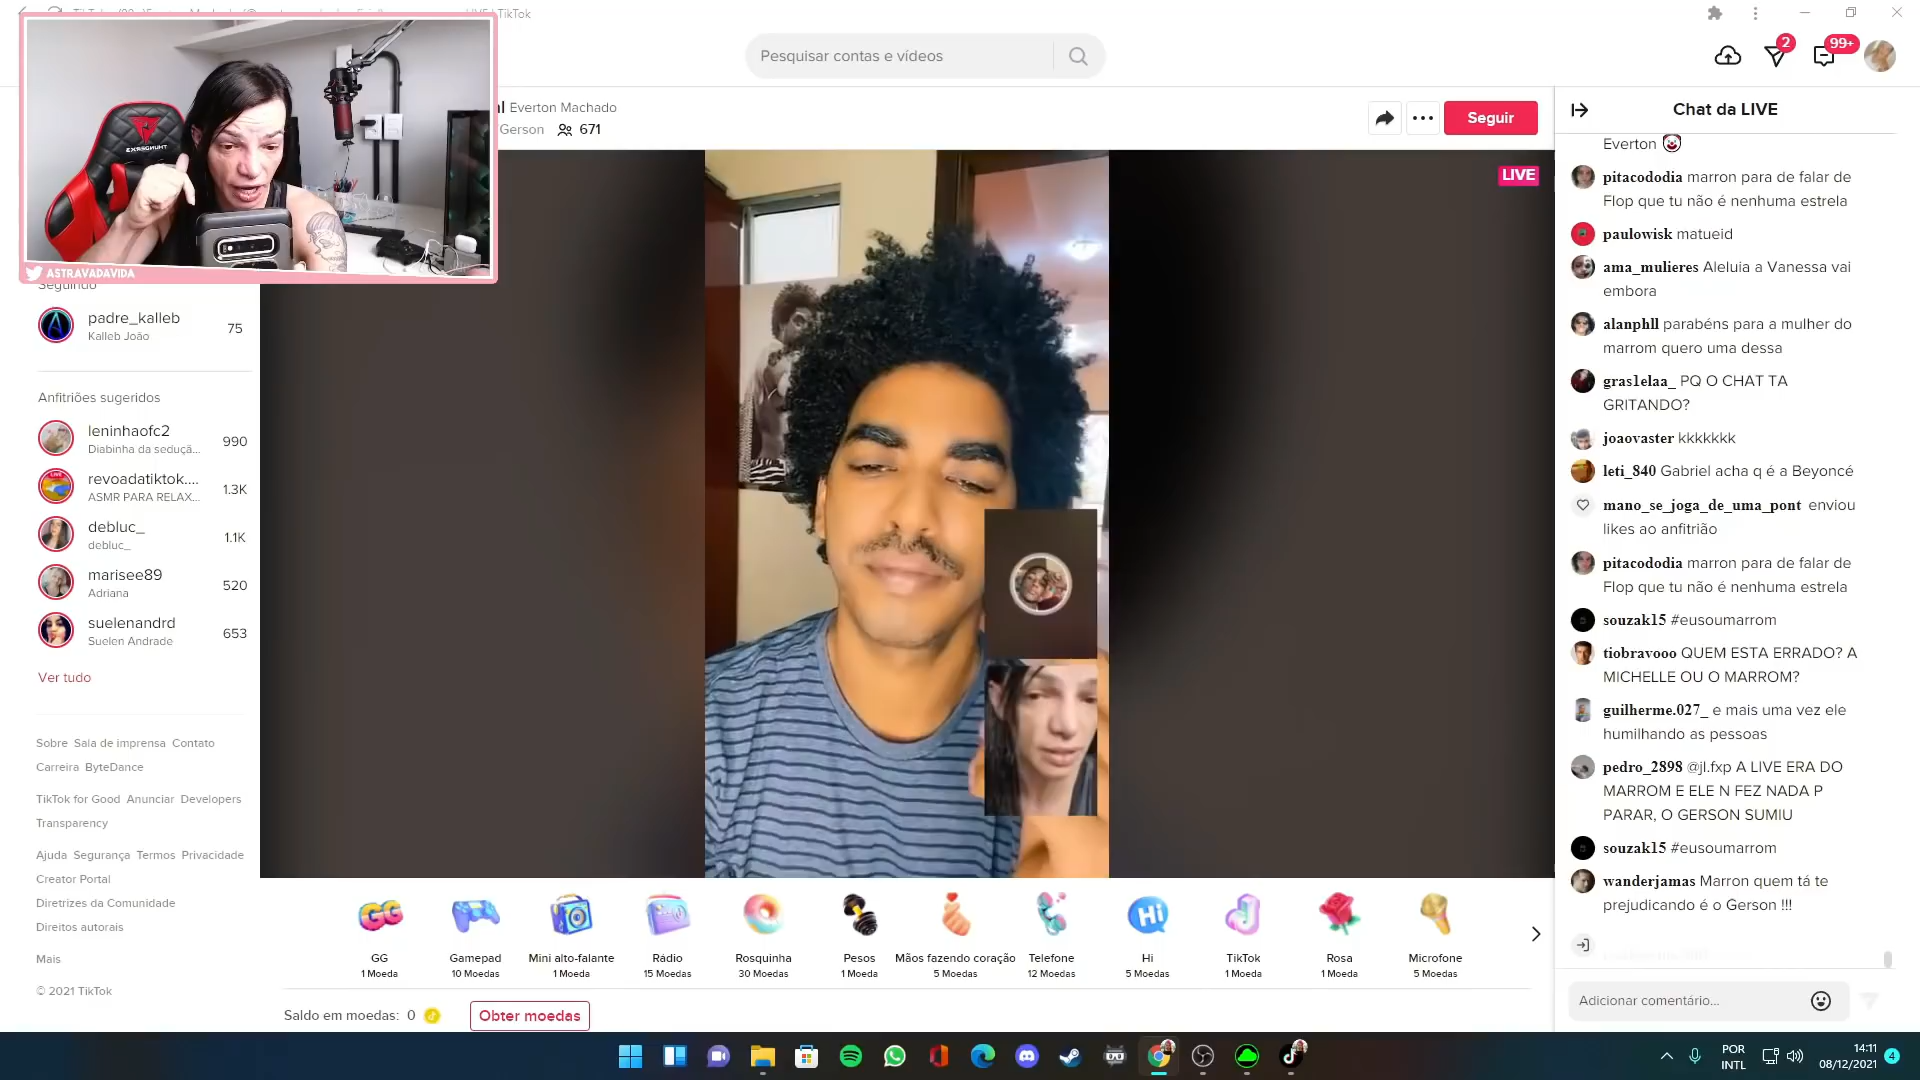 LIVE | TikTok
Pesquisar contas e vídeos
2
99+
ASTRAVADAVIDA
Everton Machado
Gerson 671
Seguir
LIVE
Seguindo
padre_kalleb
Kalleb João
75
Anfitriões sugeridos
leninhaofc2
Diabinha da seduçã...
990
revoadatiktok....
ASMR PARA RELAX...
1.3K
debluc_
debluc_
1.1K
marisee89
Adriana
520
suelenandrd
Suelen Andrade
653
Ver tudo
Sobre Sala de imprensa Contato
Carreira ByteDance
TikTok for Good Anunciar Developers
Transparency
Ajuda Segurança Termos Privacidade
Creator Portal
Diretrizes da Comunidade
Direitos autorais
Mais
© 2021 TikTok
GG
1 Moeda
Gamepad
10 Moedas
Mini alto-falante
1 Moeda
Rádio
15 Moedas
Rosquinha
30 Moedas
Pesos
1 Moeda
Mãos fazendo coração
5 Moedas
Telefone
12 Moedas
Hi
Hi
5 Moedas
TikTok
1 Moeda
Rosa
1 Moeda
Microfone
5 Moedas
Saldo em moedas: 0
Obter moedas
Chat da LIVE
Everton 🤡
pitacododia marron para de falar de
Flop que tu não é nenhuma estrela
paulowisk matueid
ama_mulieres Aleluia a Vanessa vai
embora
alanphll parabéns para a mulher do
marrom quero uma dessa
gras1elaa_ PQ O CHAT TA
GRITANDO?
joaovaster kkkkkkk
leti_840 Gabriel acha q é a Beyoncé
mano_se_joga_de_uma_pont enviou
likes ao anfitrião
pitacododia marron para de falar de
Flop que tu não é nenhuma estrela
souzak15 #eusoumarrom
tiobravooo QUEM ESTA ERRADO? A
MICHELLE OU O MARROM?
guilherme.027_ e mais uma vez ele
humilhando as pessoas
pedro_2898 @jl.fxp A LIVE ERA DO
MARROM E ELE N FEZ NADA P
PARAR, O GERSON SUMIU
souzak15 #eusoumarrom
wanderjamas Marron quem tá te
prejudicando é o Gerson !!!
Adicionar comentário...
POR
INTL
14:11
08/12/2021
4